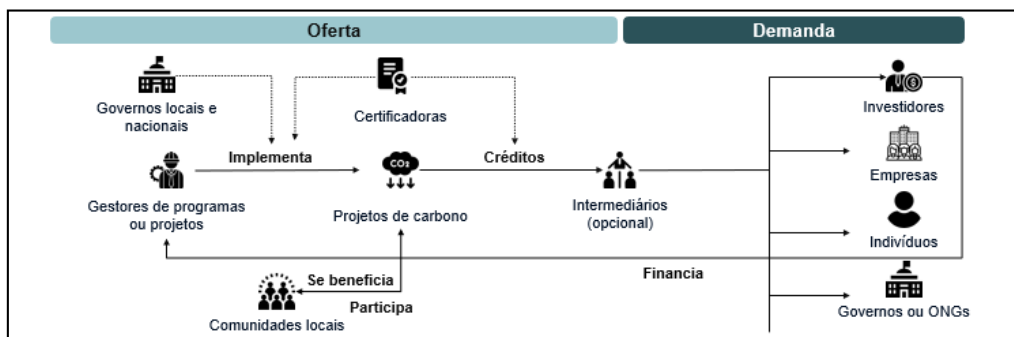 Oferta
Demanda
Governos locais e
nacionais
Certificadoras
Investidores
Implementa
CO₂
Créditos
Empresas
Gestores de programas
ou projetos
Projetos de carbono
Intermediários
(opcional)
Indivíduos
Se beneficia
Financia
Participa
Comunidades locais
Governos ou ONGs